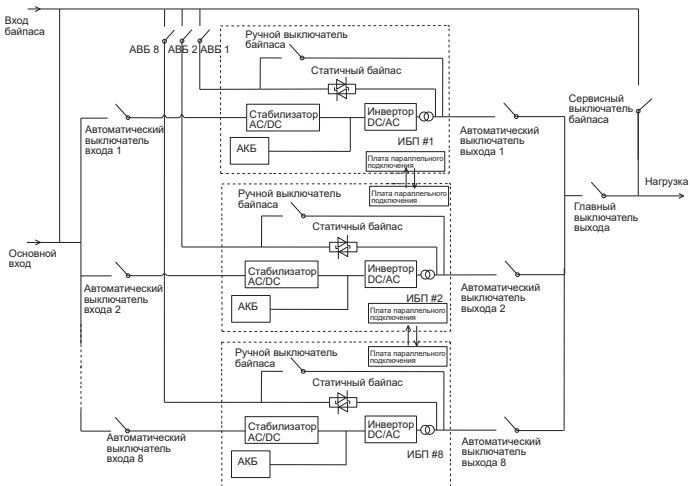 Вход
байпаса
АВБ 8
АВБ 2
АВБ 1
Ручной выключатель
байпаса
Статичный байпас
Стабилизатор
AC/DC
Инвертор
DC/AC
АКБ
ИБП #1
Плата параллельного
подключения
Автоматический
выключатель
входа 1
Автоматический
выключатель
выхода 1
Сервисный
выключатель
байпаса
Нагрузка
Главный
выключатель
выхода
Основной
вход
Плата параллельного
подключения
Ручной выключатель
байпаса
Статичный байпас
Стабилизатор
AC/DC
Инвертор
DC/AC
АКБ
ИБП #2
Плата параллельного
подключения
Автоматический
выключатель
входа 2
Автоматический
выключатель
выхода 2
Плата параллельного
подключения
Ручной выключатель
байпаса
Статичный байпас
Стабилизатор
AC/DC
Инвертор
DC/AC
АКБ
ИБП #8
Автоматический
выключатель
входа 8
Автоматический
выключатель
выхода 8